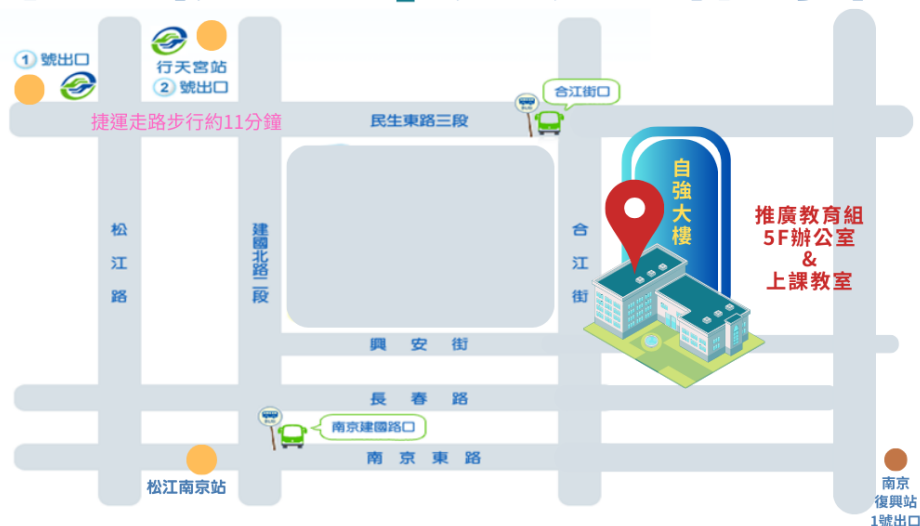 1 號出口
行天宮站
2 號出口
合江街口
捷運走路步行約11分鐘
民生東路三段
自強大樓
推廣教育組
5F辦公室
&
上課教室
松江路
建國北路二段
合江街
興安街
長春路
南京建國路口
南京東路
松江南京站
南京
復興站
1號出口